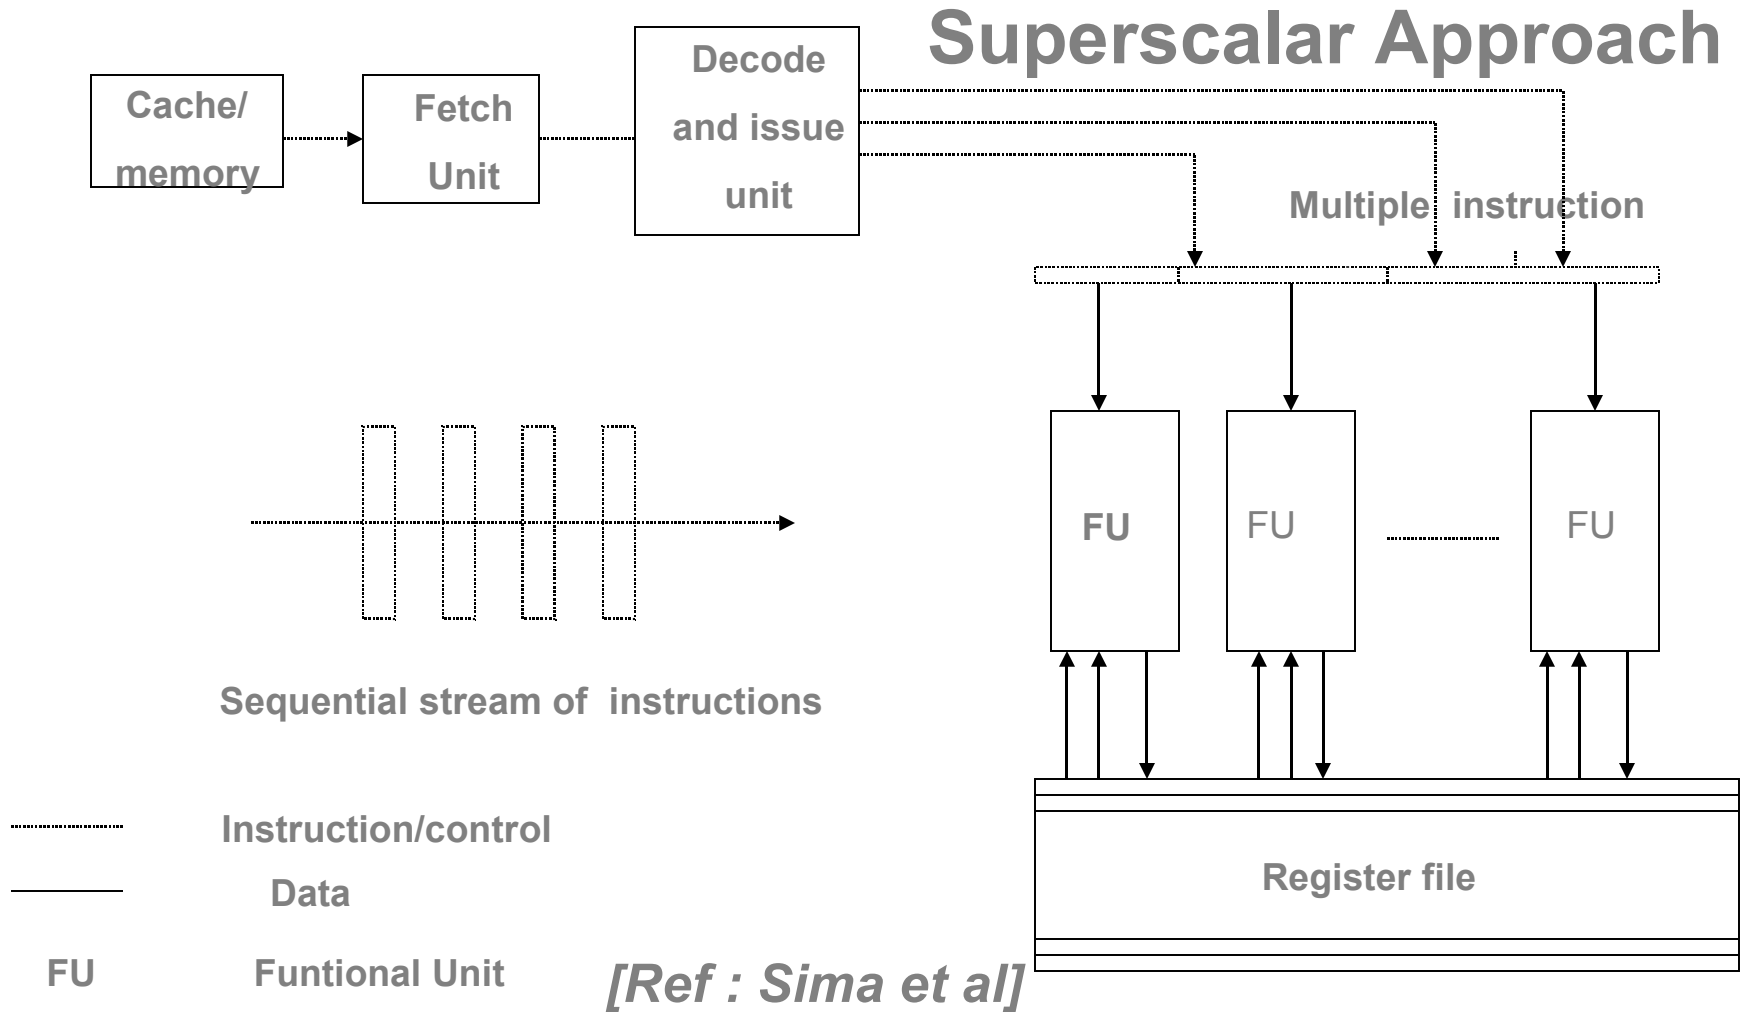 Superscalar Approach
Cache/
memory
Fetch
Unit
Decode
and issue
unit
Multiple instruction
FU
FU
FU
Sequential stream of instructions
Instruction/control
Data
FU Funtional Unit
Register file
[Ref : Sima et al]